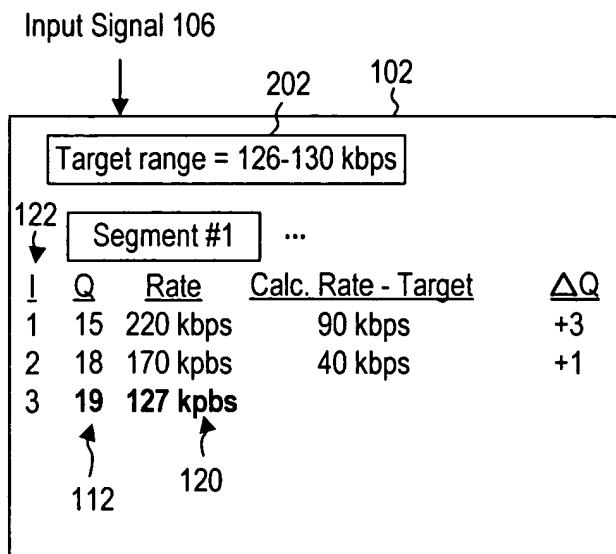 Input Signal 106
202
102
Target range = 126-130 kbps
122
Segment #1 ...
I Q Rate Calc. Rate - Target ΔQ
1 15 220 kbps 90 kbps +3
2 18 170 kbps 40 kbps +1
3 19 127 kpbs
112
120